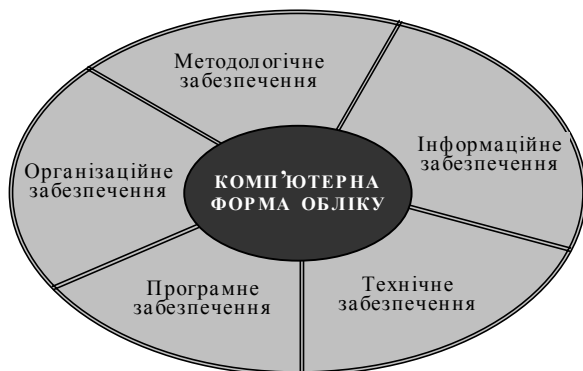 Методологічне
забезпечення
Інформаційне
забезпечення
Організаційне
забезпечення
КОМП’ЮТЕРНА
ФОРМА ОБЛІКУ
Програмне
забезпечення
Технічне
забезпечення